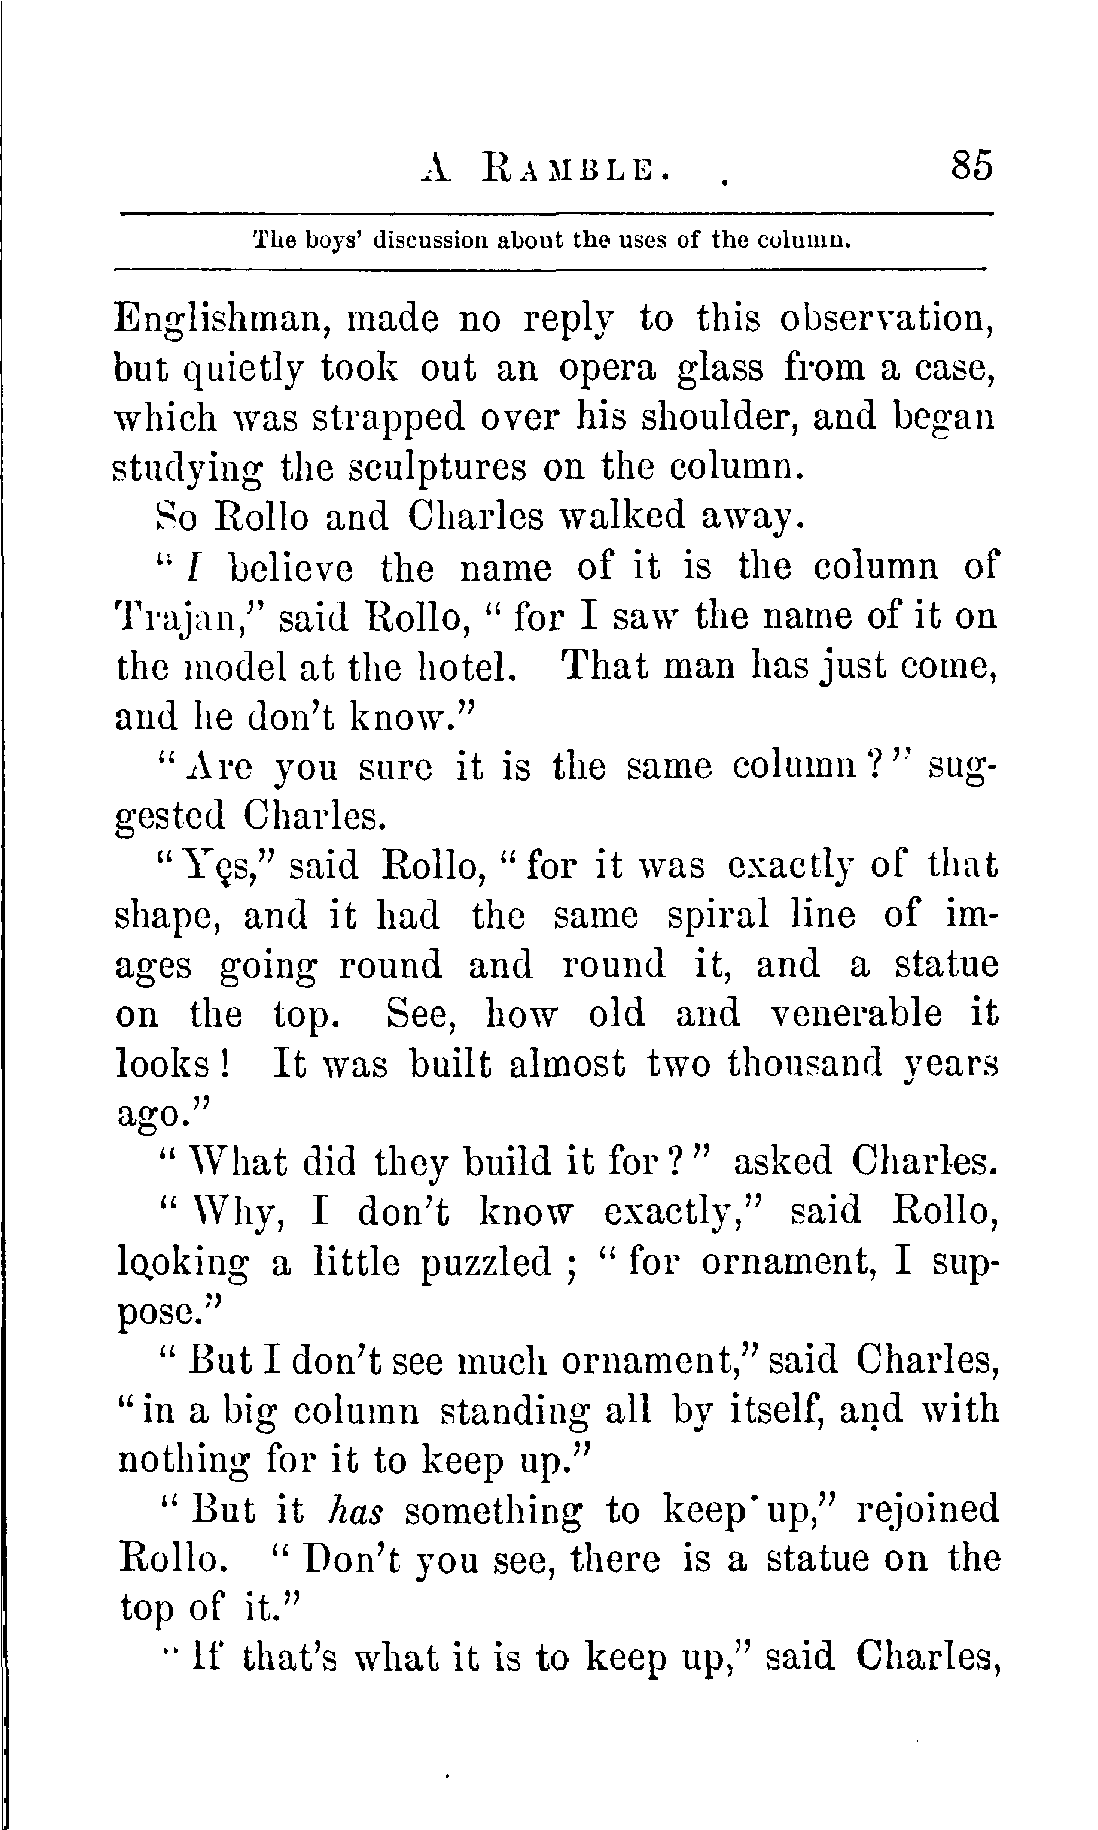 A RAMBLE. 85
The boys' discussion about the uses of the column.
Englishman, made no reply to this observation,
but quietly took out an opera glass from a case,
which was strapped over his shoulder, and began
studying the sculptures on the column.
So Rollo and Charles walked away.
“ I believe the name of it is the column of
Trajan,” said Rollo, “ for I saw the name of it on
the model at the hotel. That man has just come,
and he don't know.”
“ Are you sure it is the same column ? ” sug-
gested Charles.
“ Yes,” said Rollo, “ for it was exactly of that
shape, and it had the same spiral line of im-
ages going round and round it, and a statue
on the top. See, how old and venerable it
looks ! It was built almost two thousand years
ago.”
“ What did they build it for ? ” asked Charles.
“ Why, I don't know exactly,” said Rollo,
looking a little puzzled ; “ for ornament, I sup-
pose.”
“ But I don't see much ornament,” said Charles,
“ in a big column standing all by itself, and with
nothing for it to keep up.”
“ But it has something to keep up,” rejoined
Rollo. “ Don't you see, there is a statue on the
top of it.”
“ If that's what it is to keep up,” said Charles,